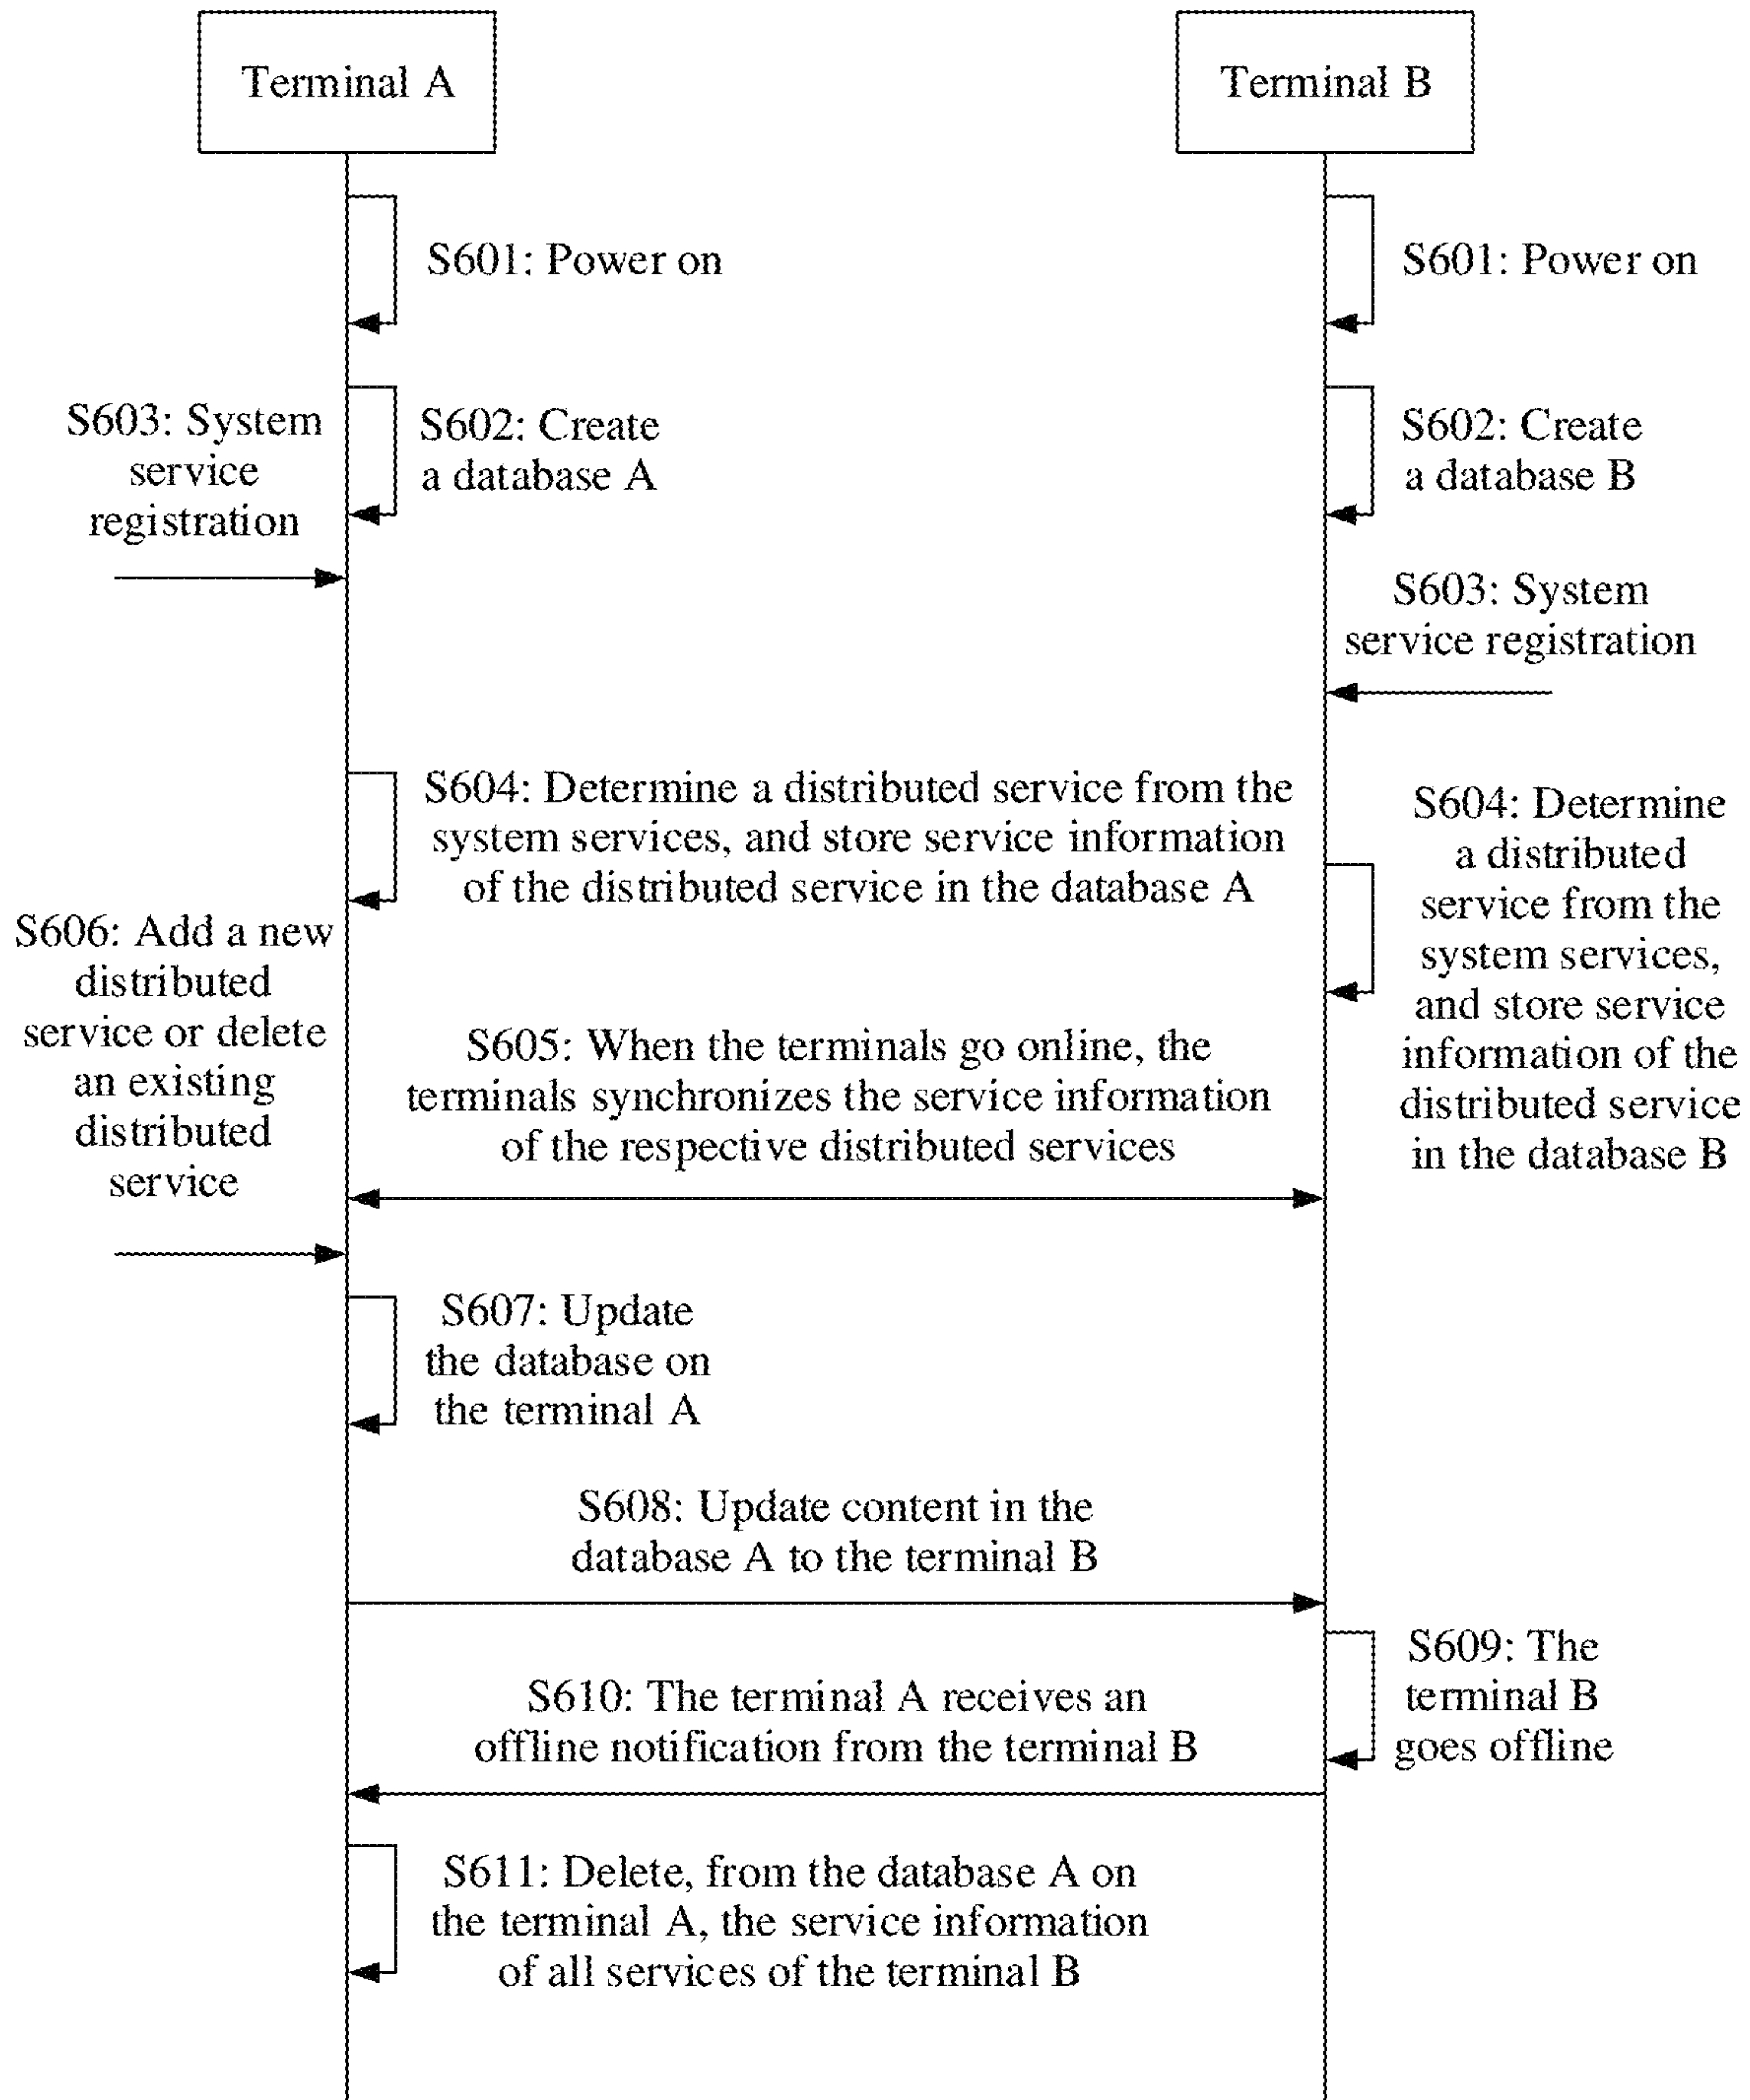 Terminal A
Terminal B
S601: Power on
S601: Power on
S603: System
service
registration
S602: Create
a database A
S602: Create
a database B
S603: System
service registration
S604: Determine a distributed service from the
system services, and store service information
of the distributed service in the database A
S604: Determine
a distributed
service from the
system services,
and store service
information of the
distributed service
in the database B
S606: Add a new
distributed
service or delete
an existing
distributed
service
S605: When the terminals go online, the
terminals synchronizes the service information
of the respective distributed services
S607: Update
the database on
the terminal A
S608: Update content in the
database A to the terminal B
S609: The
terminal B
goes offline
S610: The terminal A receives an
offline notification from the terminal B
S611: Delete, from the database A on
the terminal A, the service information
of all services of the terminal B